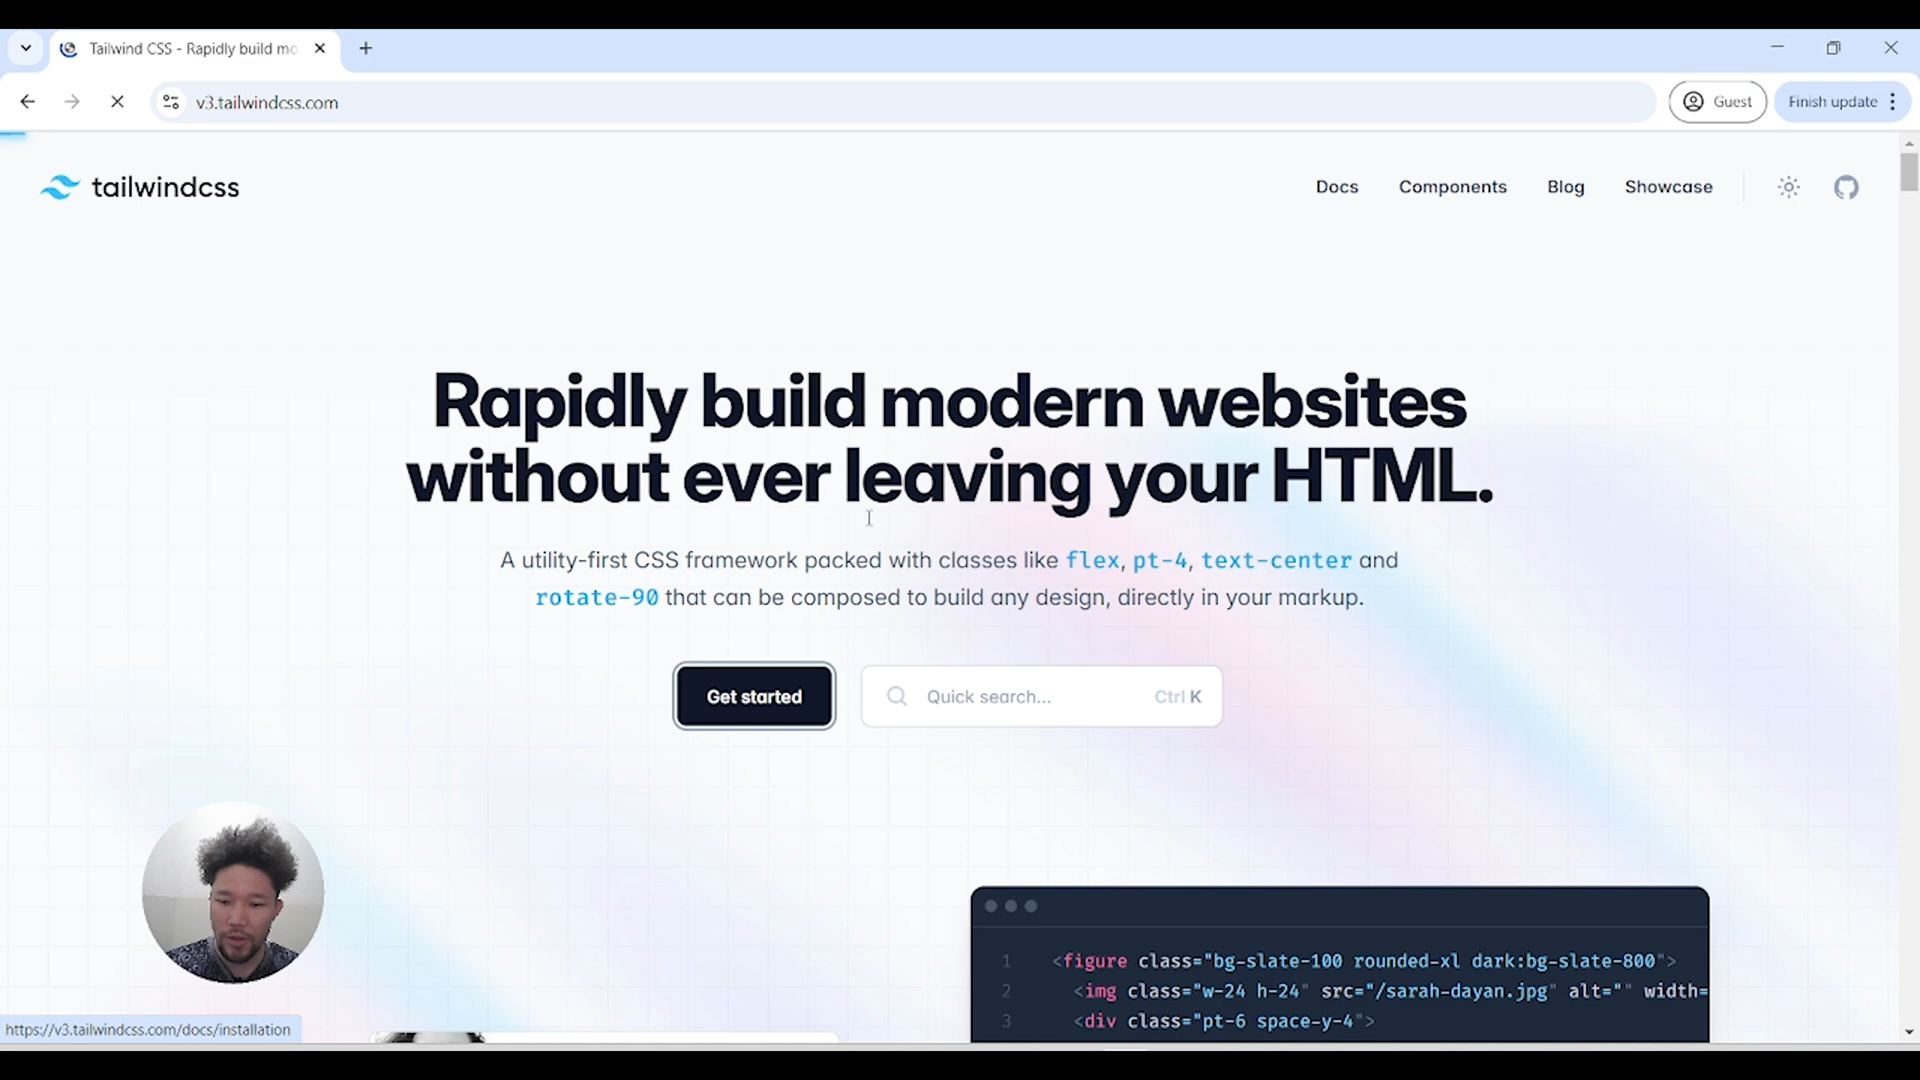 Tailwind CSS - Rapidly build mo
v3.tailwindcss.com
Guest
Finish update
tailwindcss
Docs
Components
Blog
Showcase
Rapidly build modern websites
without ever leaving your HTML.
A utility-first CSS framework packed with classes like flex, pt-4, text-center and
rotate-90 that can be composed to build any design, directly in your markup.
Get started
Quick search...
Ctrl K
1 <figure class="bg-slate-100 rounded-xl dark:bg-slate-800">
2 <img class="w-24 h-24" src="/sarah-dayan.jpg" alt="" width=
3 <div class="pt-6 space-y-4">
https://v3.tailwindcss.com/docs/installation